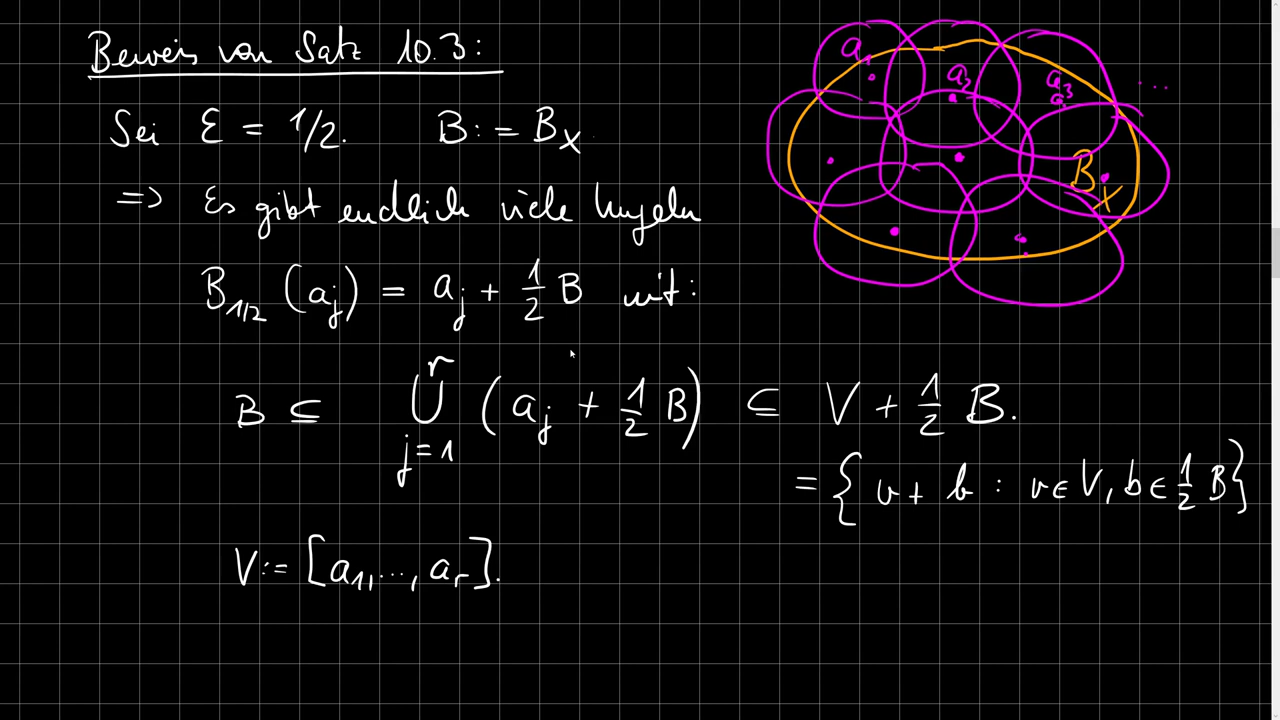 Beweis von Satz 10.3:
Sei ε = 1/2. B := B_X
=> Es gibt endlich viele Kugeln
B_{1/2} (a_j) = a_j + 1/2 B mit:
B ⊆ ⋃_{j=1}^{r} (a_j + 1/2 B) ⊆ V + 1/2 B.
= { v + b : v ∈ V, b ∈ 1/2 B }
V := [a_1, ..., a_r].
a_1 a_2 a_3 ...
B_X